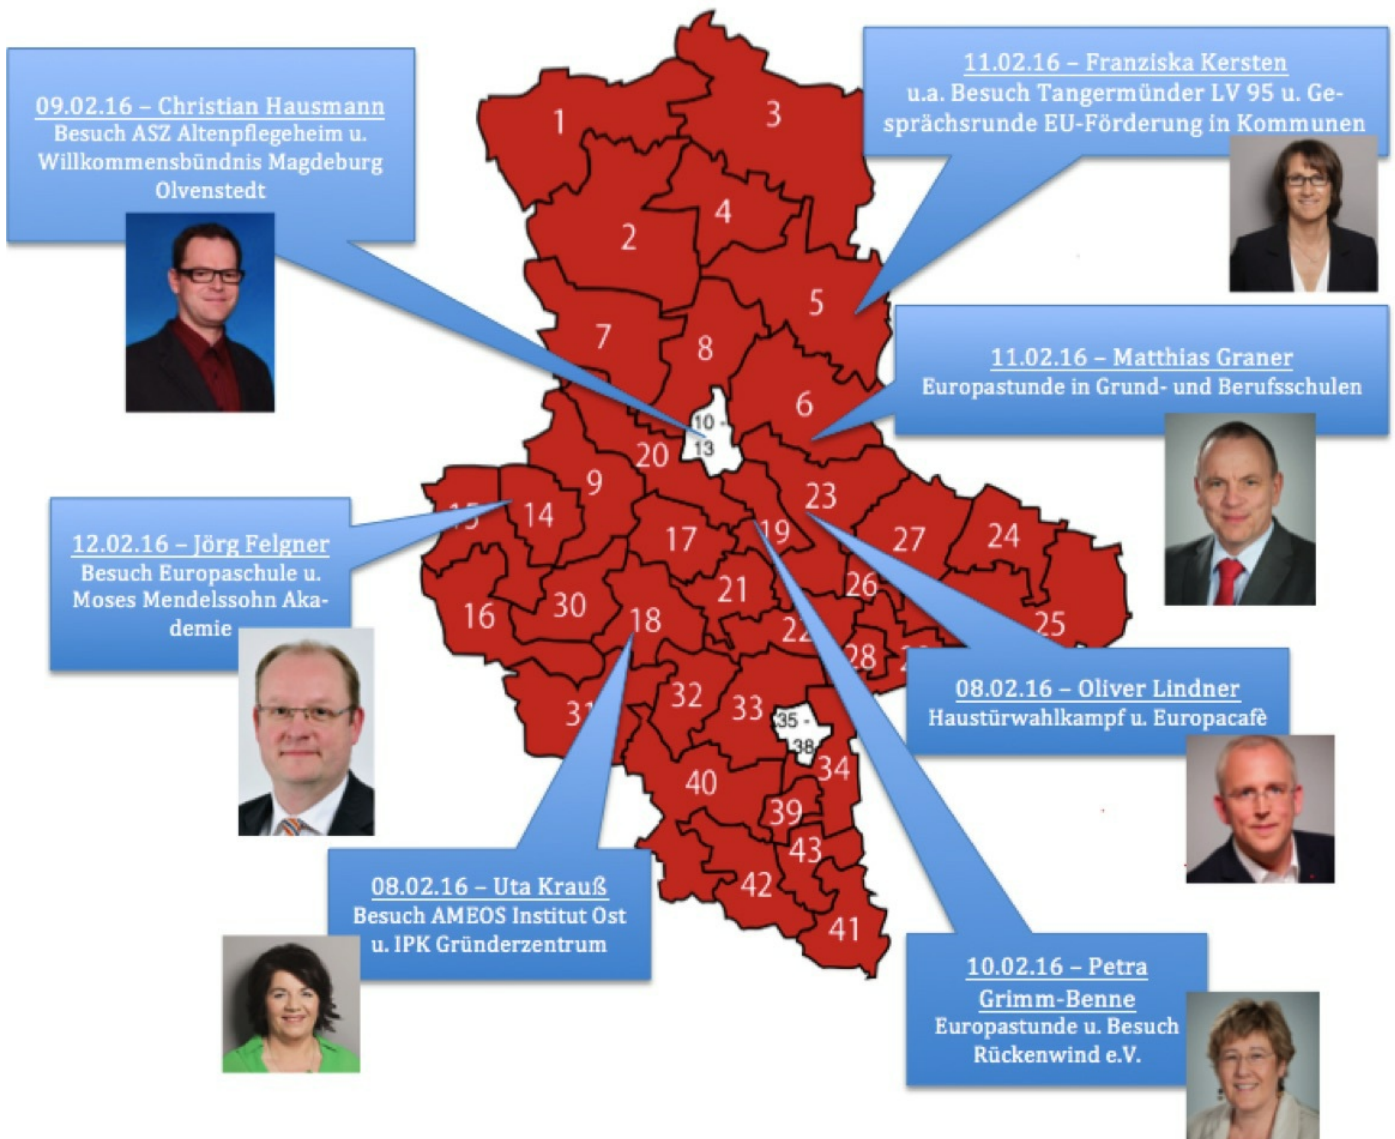 09.02.16 – Christian Hausmann
Besuch ASZ Altenpflegeheim u.
Willkommensbündnis Magdeburg
Olvenstedt
11.02.16 – Franziska Kersten
u.a. Besuch Tangermünder LV 95 u. Ge-
sprächsrunde EU-Förderung in Kommunen
11.02.16 – Matthias Graner
Europastunde in Grund- und Berufsschulen
12.02.16 – Jörg Felgner
Besuch Europaschule u.
Moses Mendelssohn Aka-
demie
08.02.16 – Oliver Lindner
Haustürwahlkampf u. Europacafè
08.02.16 – Uta Krauß
Besuch AMEOS Institut Ost
u. IPK Gründerzentrum
10.02.16 – Petra
Grimm-Benne
Europastunde u. Besuch
Rückenwind e.V.
1
3
4
2
5
7
8
6
10 -
13
20
9
23
15
14
19
17
27
24
21
26
30
16
18
22
25
28
32
33
31
35 -
38
34
40
39
43
42
41